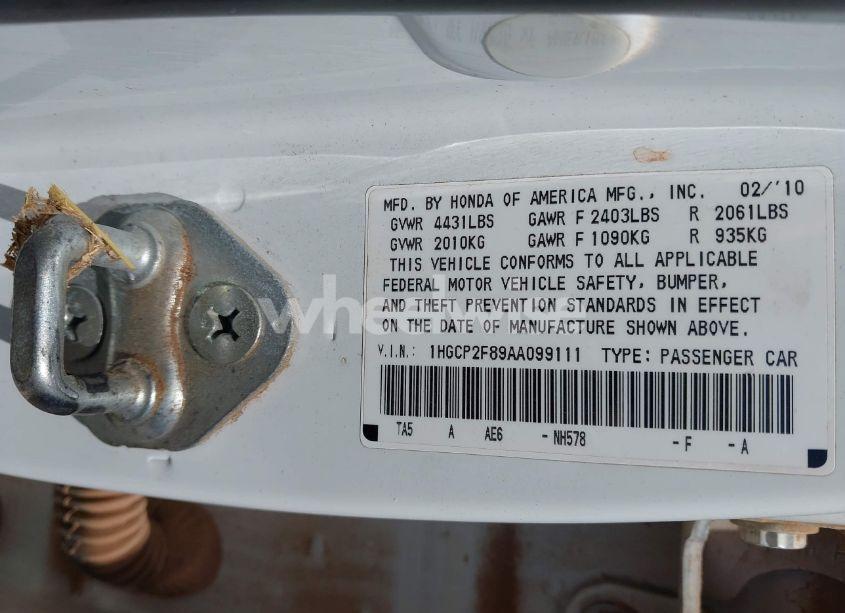 MFD. BY HONDA OF AMERICA MFG., INC. 02/'10
GVWR 4431LBS GAWR F 2403LBS R 2061LBS
GVWR 2010KG GAWR F 1090KG R 935KG
THIS VEHICLE CONFORMS TO ALL APPLICABLE
FEDERAL MOTOR VEHICLE SAFETY, BUMPER,
AND THEFT PREVENTION STANDARDS IN EFFECT
ON THE DATE OF MANUFACTURE SHOWN ABOVE.
V.I.N.: 1HGCP2F89AA099111 TYPE: PASSENGER CAR
TA5 A AE6 -NH578 -F -A
wheelwise